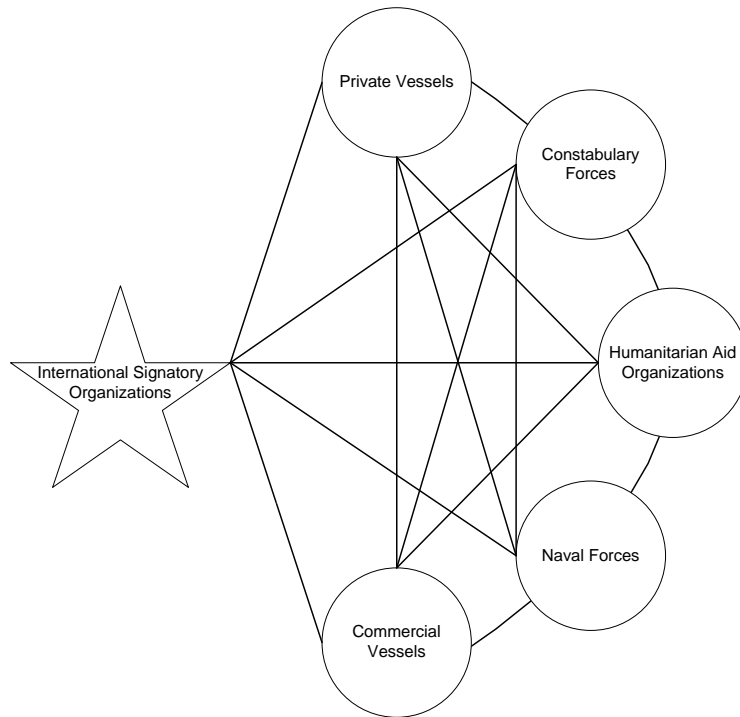 Private Vessels
Constabulary
Forces
Humanitarian Aid
Organizations
International Signatory
Organizations
Naval Forces
Commercial
Vessels